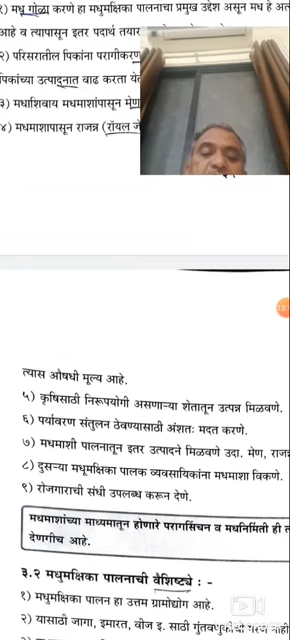 १) मधु गोळा करणे हा मधुमक्षिका पालनाचा प्रमुख उद्देश असून मध हे
आहे व त्यापासून इतर पदार्थ तयार
२) परिसरातील पिकांना परागीकरण
पिकांच्या उत्पादनात वाढ करता
३) मधाशिवाय मधमाशांपासून मेण
४) मधमाशापासून राजन्न (रॉयल
त्यास औषधी मूल्य आहे.
५) कृषिसाठी निरूपयोगी असणाऱ्या शेतातून उत्पन्न मिळवणे.
६) पर्यावरण संतुलन ठेवण्यासाठी अंशतः मदत करणे.
७) मधमाशी पालनातून इतर उत्पादने मिळवणे उदा. मेण,
८) दुसऱ्या मधूमक्षिका पालक व्यवसायिकांना मधमाशा विकणे.
९) रोजगाराची संधी उपलब्ध करून देणे.
मधमाशांच्या माध्यमातून होणारे परागसिंचन व मधनिर्मिती ही
देणगीच आहे.
३.२ मधुमक्षिका पालनाची वैशिष्ट्ये : -
१) मधुमक्षिका पालन हा उत्तम ग्रामोद्योग आहे.
२) यासाठी जागा, इमारत, वीज इ. साठी गुंतवणुकीची गरज नाही